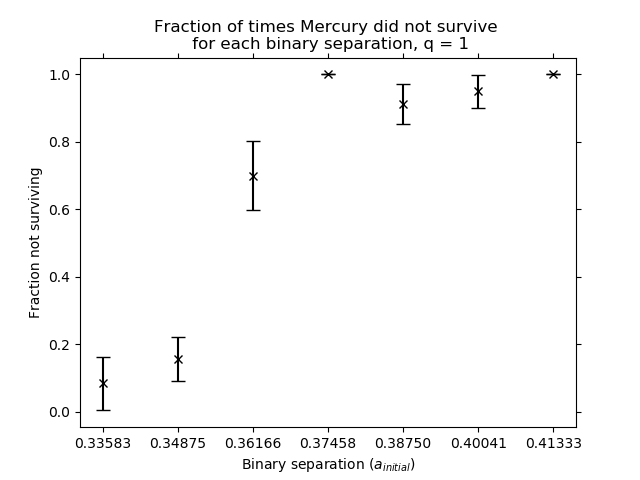 Fraction of times Mercury did not survive
for each binary separation, q = 1
1.0
0.8
0.6
0.4
0.2
0.0
Fraction not surviving
0.33583 0.34875 0.36166 0.37458 0.38750 0.40041 0.41333
Binary separation (a_initial)